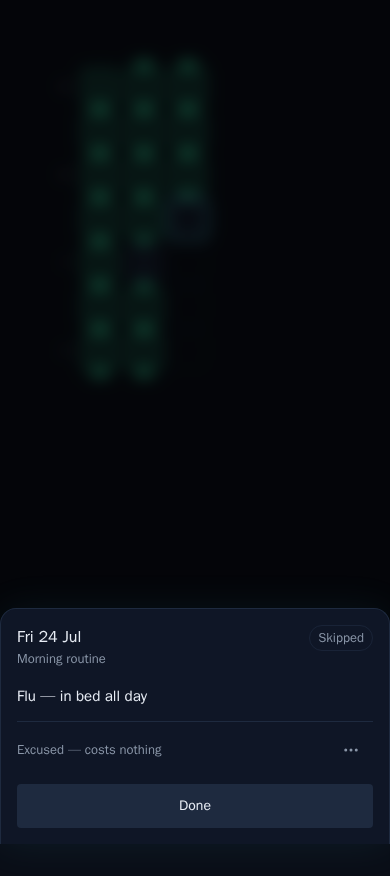 Fri 24 Jul
Skipped
Morning routine
Flu — in bed all day
Excused — costs nothing
Done